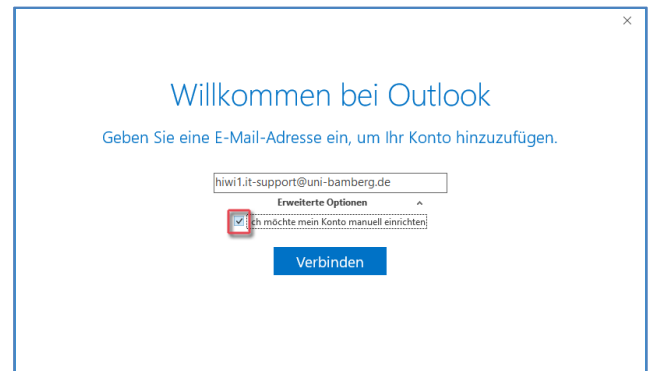 Willkommen bei Outlook
Geben Sie eine E-Mail-Adresse ein, um Ihr Konto hinzuzufügen.
hiwi1.it-support@uni-bamberg.de
Erweiterte Optionen
ch möchte mein Konto manuell einrichten
Verbinden